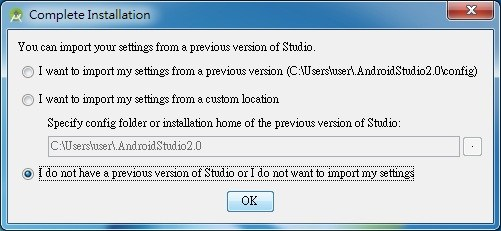 Complete Installation
You can import your settings from a previous version of Studio.
I want to import my settings from a previous version (C:\Users\user\.AndroidStudio2.0\config)
I want to import my settings from a custom location
Specify config folder or installation home of the previous version of Studio:
C:\Users\user\.AndroidStudio2.0
I do not have a previous version of Studio or I do not want to import my settings
OK